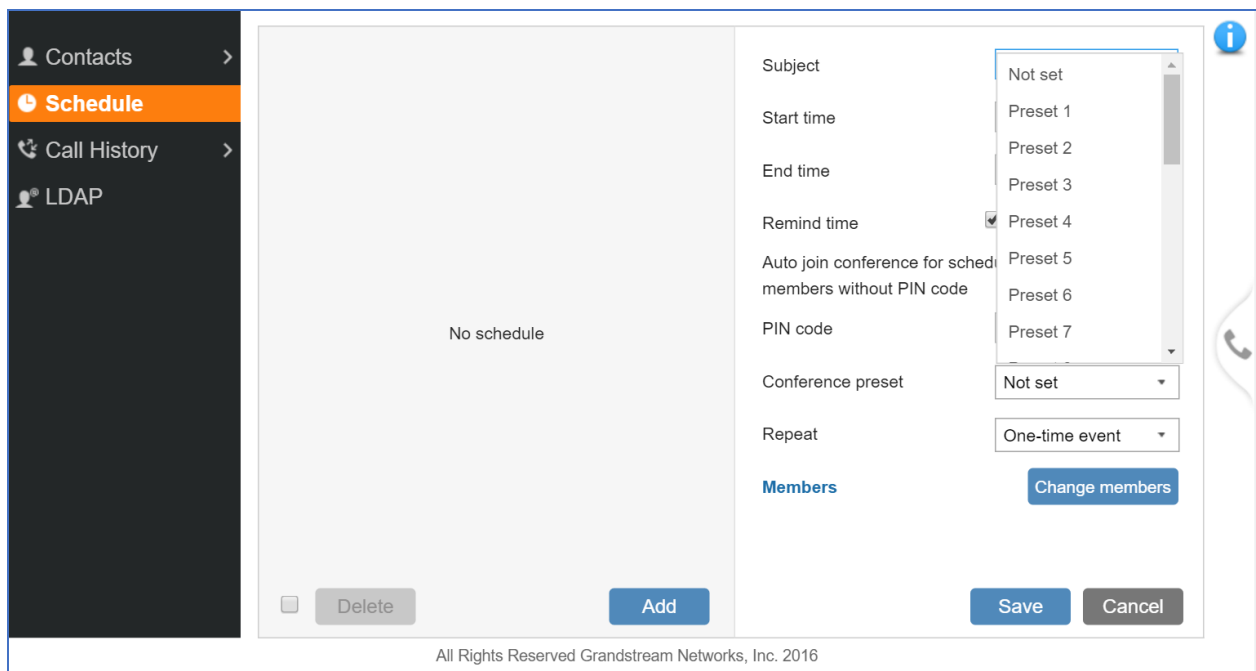 Contacts
Schedule
Call History
LDAP
No schedule
Delete
Add
Subject
Start time
End time
Remind time
Auto join conference for
members without PIN code
PIN code
Conference preset
Not set
Repeat
One-time event
Members
Change members
Save
Cancel
Not set
Preset 1
Preset 2
Preset 3
Preset 4
Preset 5
Preset 6
Preset 7
All Rights Reserved Grandstream Networks, Inc. 2016